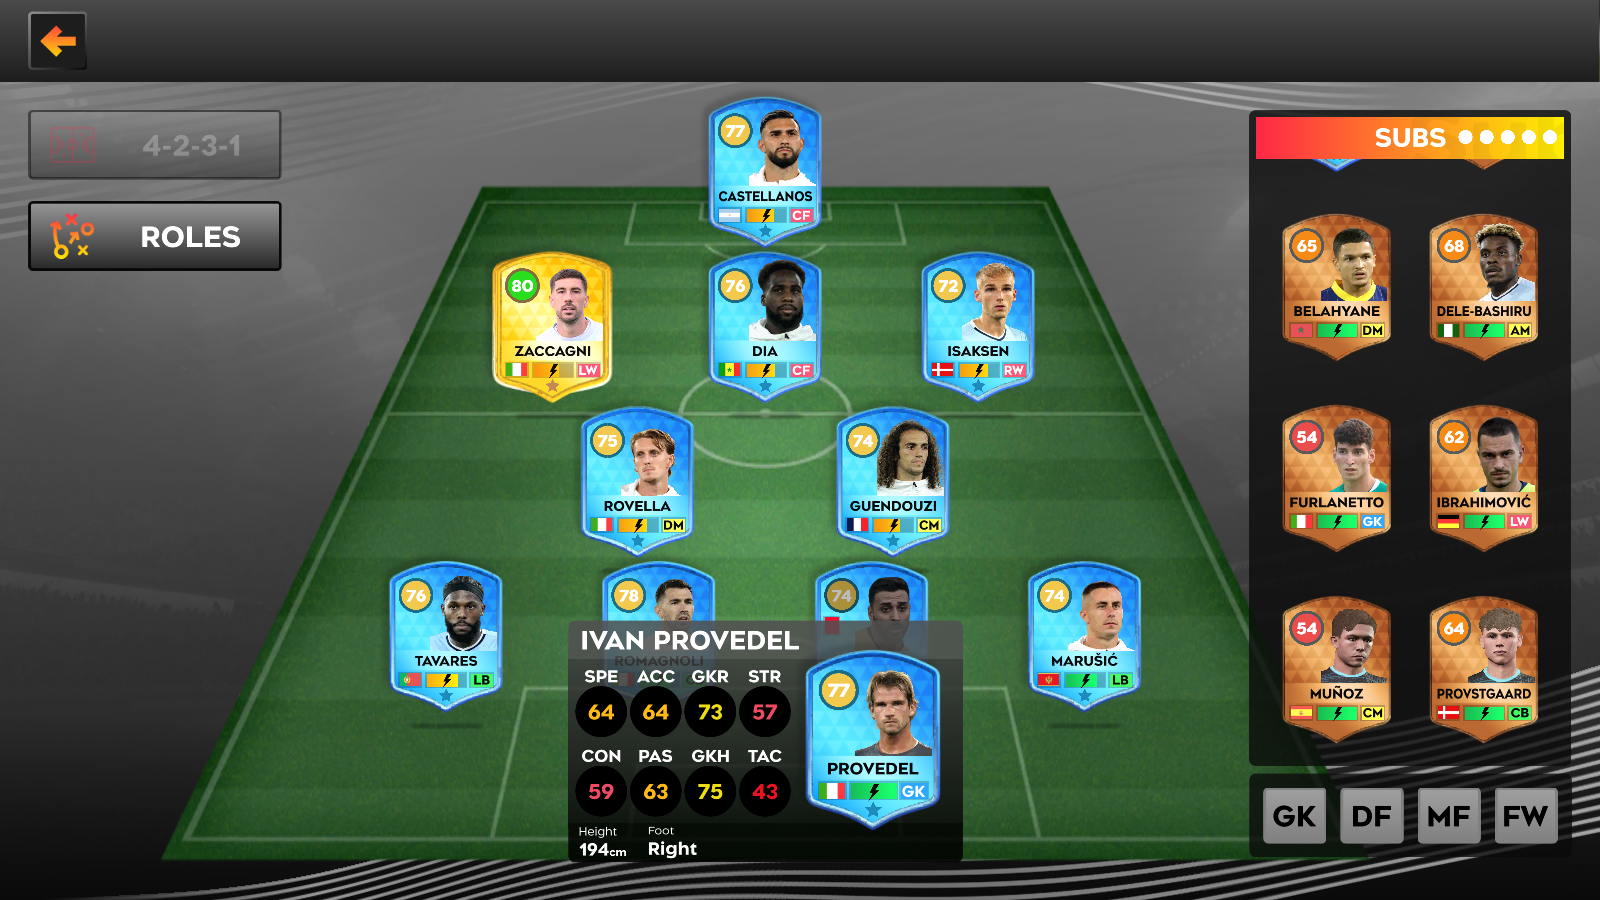 4-2-3-1
ROLES
77
CASTELLANOS
CF
80
ZACCAGNI
LW
76
DIA
CF
72
ISAKSEN
RW
75
ROVELLA
DM
74
GUENDOUZI
CM
76
TAVARES
LB
78
ROMAGNOLI
74
74
MARUŠIĆ
LB
IVAN PROVEDEL
SPE ACC GKR STR
64 64 73 57
CON PAS GKH TAC
59 63 75 43
Height Foot
194cm Right
77
PROVEDEL
GK
SUBS
65
BELAHYANE
DM
68
DELE-BASHIRU
AM
54
FURLANETTO
GK
62
IBRAHIMOVIĆ
LW
54
MUÑOZ
CM
64
PROVSTGAARD
CB
GK DF MF FW